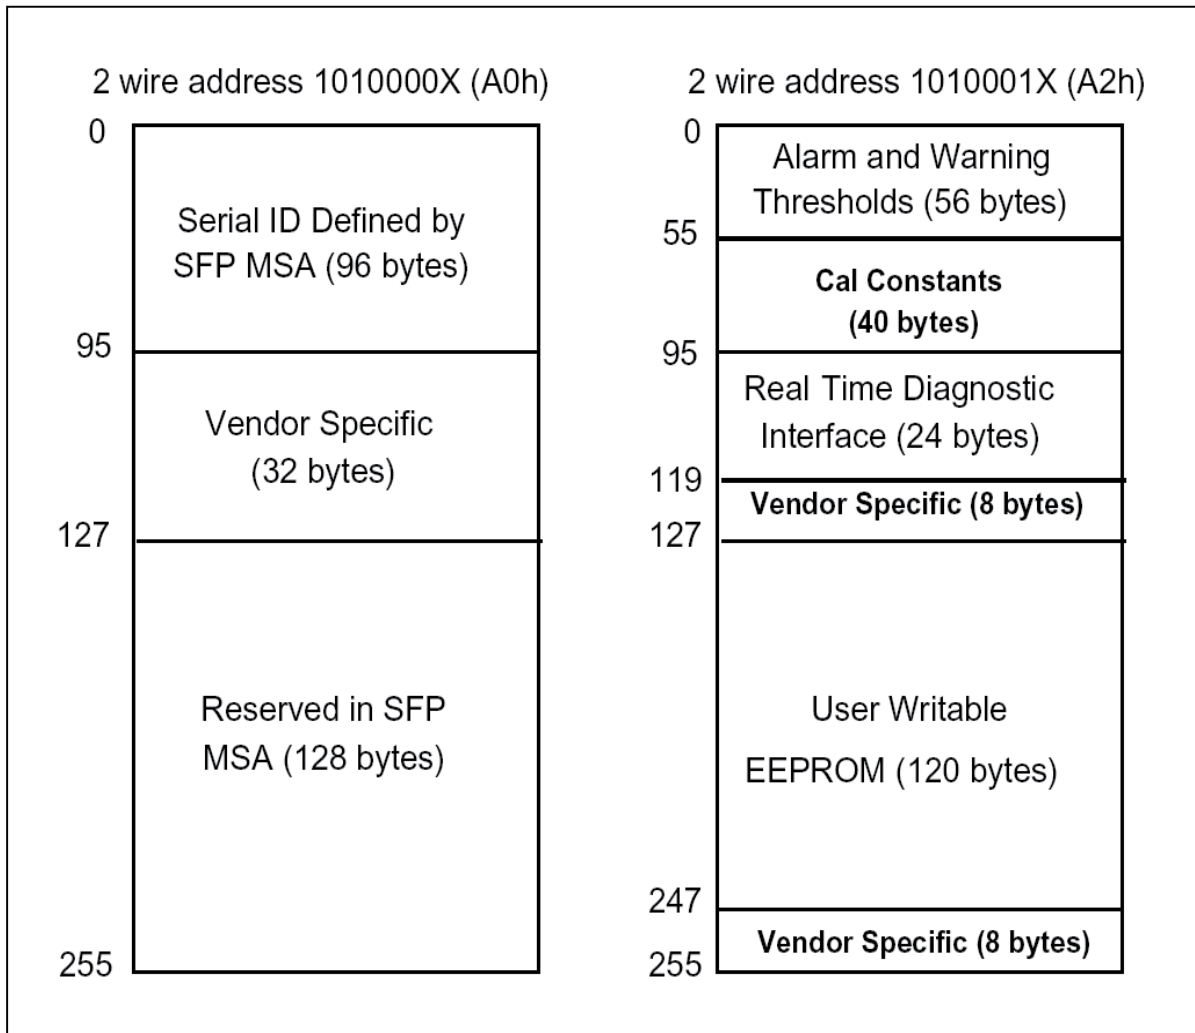 2 wire address 1010000X (A0h)
0
Serial ID Defined by
SFP MSA (96 bytes)
95
Vendor Specific
(32 bytes)
127
Reserved in SFP
MSA (128 bytes)
255
2 wire address 1010001X (A2h)
0
Alarm and Warning
Thresholds (56 bytes)
55
Cal Constants
(40 bytes)
95
Real Time Diagnostic
Interface (24 bytes)
119
Vendor Specific (8 bytes)
127
User Writable
EEPROM (120 bytes)
247
Vendor Specific (8 bytes)
255